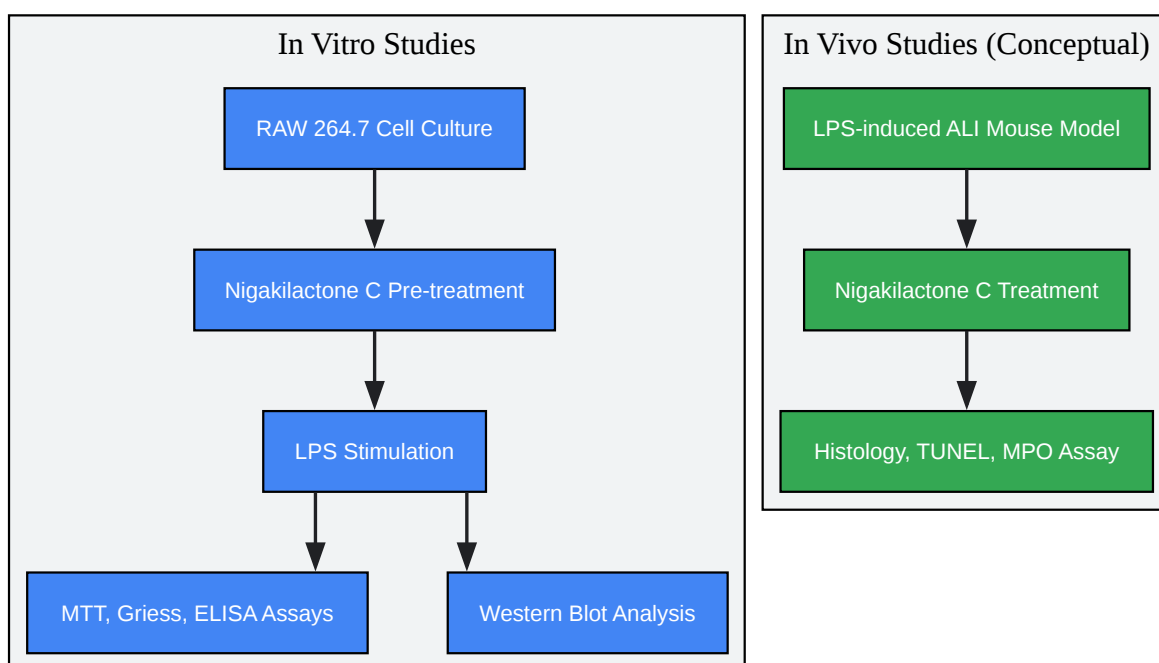 In Vitro Studies
RAW 264.7 Cell Culture
Nigakilactone C Pre-treatment
LPS Stimulation
MTT, Griess, ELISA Assays
Western Blot Analysis
In Vivo Studies (Conceptual)
LPS-induced ALI Mouse Model
Nigakilactone C Treatment
Histology, TUNEL, MPO Assay